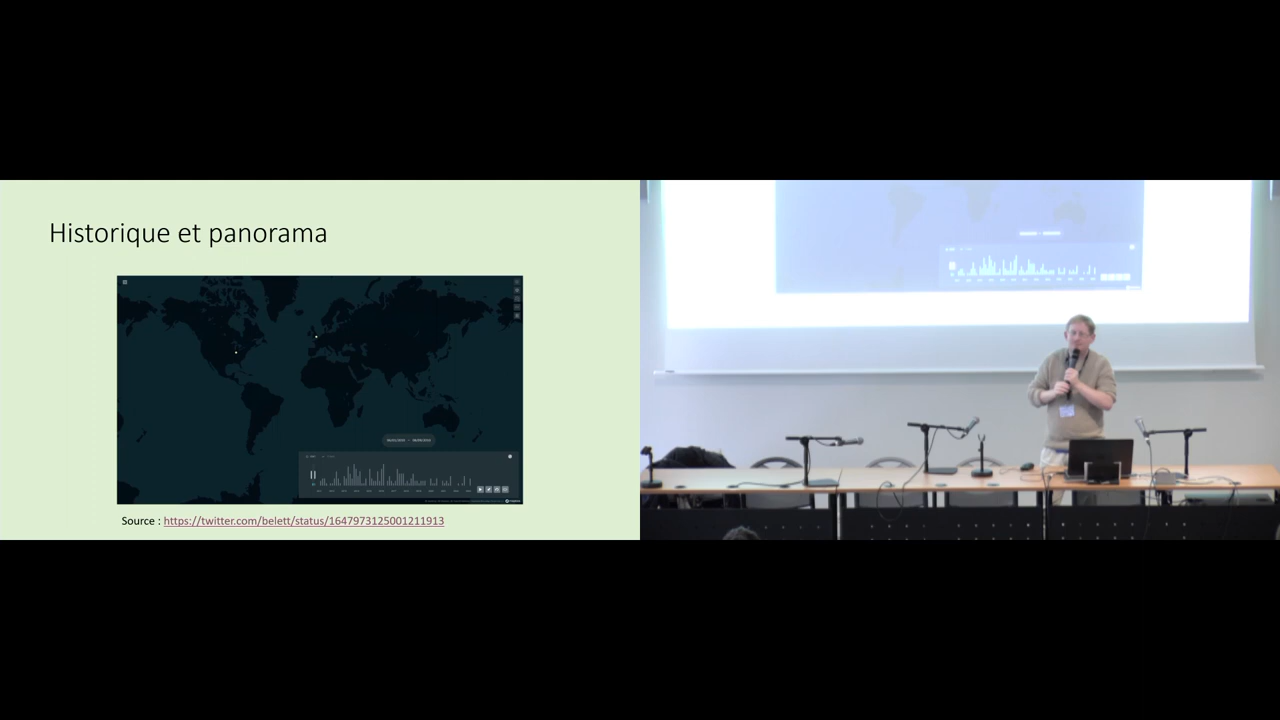 Historique et panorama
Source : https://twitter.com/belett/status/1647973125001211913